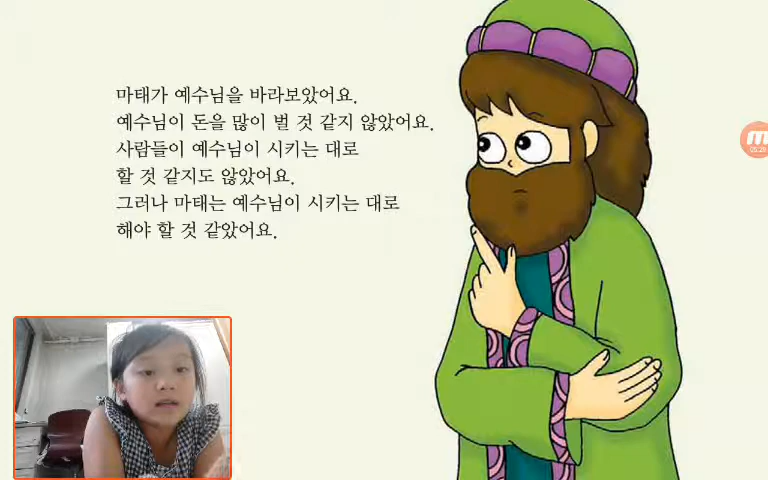 마태가 예수님을 바라보았어요.
예수님이 돈을 많이 벌 것 같지 않았어요.
사람들이 예수님이 시키는 대로
할 것 같지도 않았어요.
그러나 마태는 예수님이 시키는 대로
해야 할 것 같았어요.